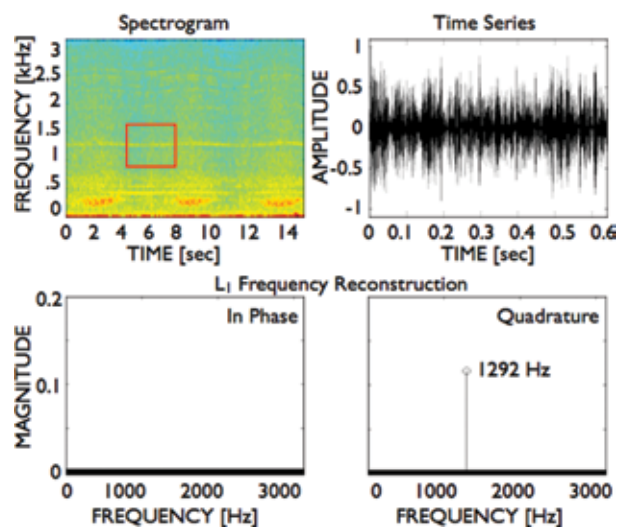 Spectrogram
FREQUENCY [kHz]
3
2.5
2
1.5
1
.5
0
0 2 4 6 8 10 12 14
TIME [sec]
Time Series
AMPLITUDE
1
0.5
0
-0.5
-1
0 0.1 0.2 0.3 0.4 0.5 0.6
TIME [sec]
L₁ Frequency Reconstruction
In Phase
MAGNITUDE
0.2
0.1
0
0 1000 2000 3000
FREQUENCY [Hz]
Quadrature
1292 Hz
0 1000 2000 3000
FREQUENCY [Hz]